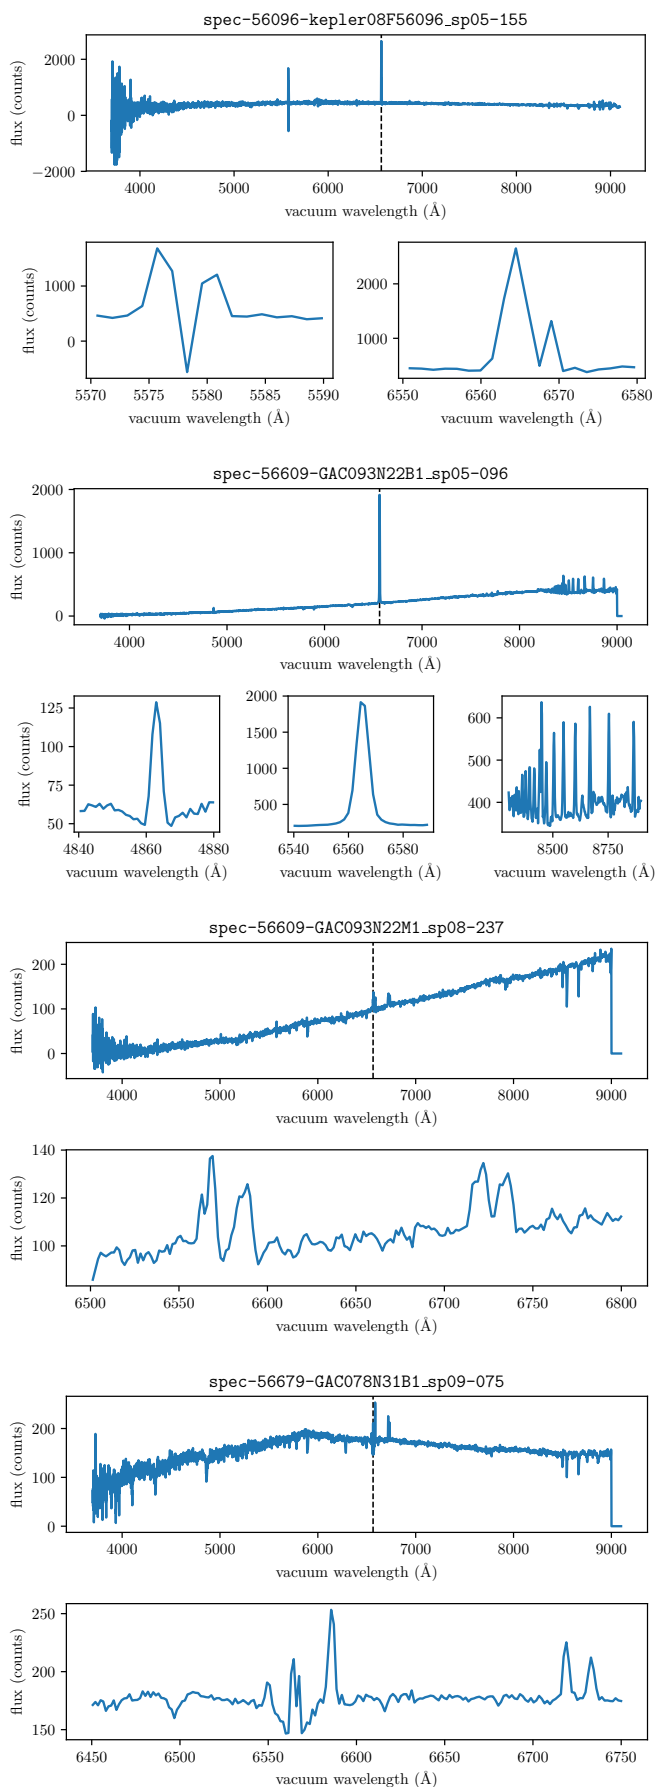 spec-56096-kepler08F56096_sp05-155
flux (counts)
2000
0
−2000
4000 5000 6000 7000 8000 9000
vacuum wavelength (Å)
flux (counts)
1000
0
5570 5575 5580 5585 5590
vacuum wavelength (Å)
2000
1000
6550 6560 6570 6580
vacuum wavelength (Å)
spec-56609-GAC093N22B1_sp05-096
flux (counts)
2000
1000
0
4000 5000 6000 7000 8000 9000
vacuum wavelength (Å)
flux (counts)
125
100
75
50
4840 4860 4880
vacuum wavelength (Å)
2000
1500
1000
500
6540 6560 6580
vacuum wavelength (Å)
600
500
400
8500 8750
vacuum wavelength (Å)
spec-56609-GAC093N22M1_sp08-237
flux (counts)
200
100
0
4000 5000 6000 7000 8000 9000
vacuum wavelength (Å)
flux (counts)
140
120
100
6500 6550 6600 6650 6700 6750 6800
vacuum wavelength (Å)
spec-56679-GAC078N31B1_sp09-075
flux (counts)
200
100
0
4000 5000 6000 7000 8000 9000
vacuum wavelength (Å)
flux (counts)
250
200
150
6450 6500 6550 6600 6650 6700 6750
vacuum wavelength (Å)